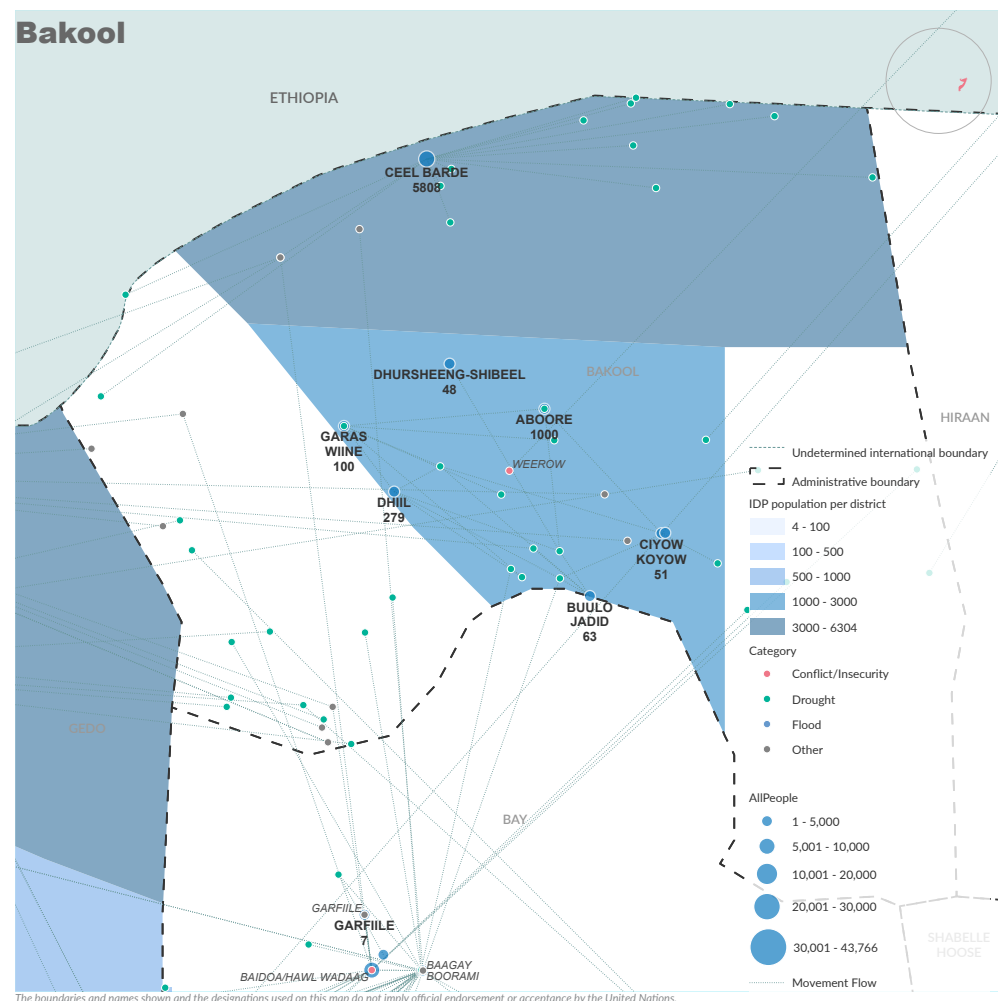 Bakool
ETHIOPIA
CEEL BARDE
5808
DHURSHEENG-SHIBEEL
48
BAKOOL
ABOORE
1000
HIRAAN
GARAS
WIINE
100
WEEROW
DHIIL
279
CIYOW
KOYOW
51
BUULO
JADID
63
GEDO
BAY
GARFIILE
GARFIILE
7
BAIDOA/HAWL WADAAG
BAAGAY
BOORAMI
SHABELLE
HOOSE
Undetermined international boundary
Administrative boundary
IDP population per district
4 - 100
100 - 500
500 - 1000
1000 - 3000
3000 - 6304
Category
Conflict/Insecurity
Drought
Flood
Other
AllPeople
1 - 5,000
5,001 - 10,000
10,001 - 20,000
20,001 - 30,000
30,001 - 43,766
Movement Flow
The boundaries and names shown and the designations used on this map do not imply official endorsement or acceptance by the United Nations.